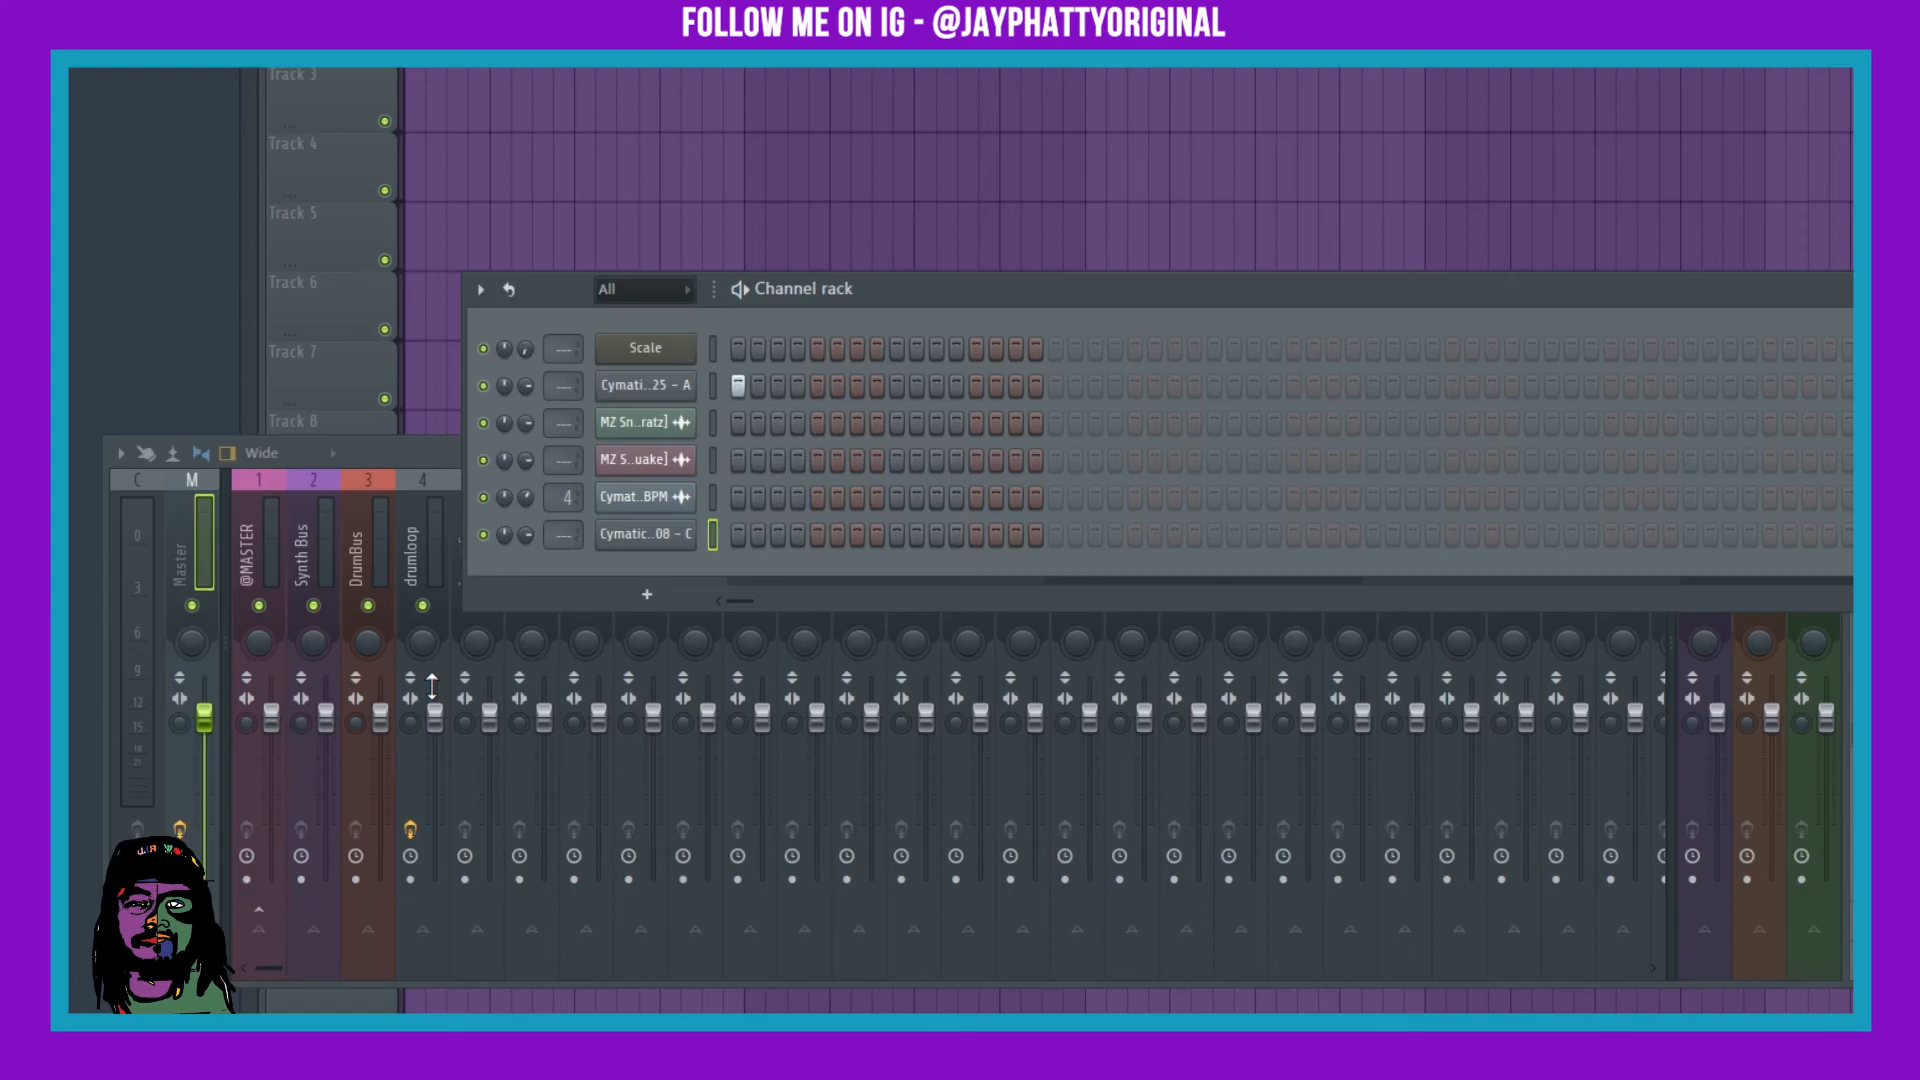 FOLLOW ME ON IG - @JAYPHATTYORIGINAL
Track 3
...
Track 4
...
Track 5
...
Track 6
...
Track 7
...
Track 8
All
Channel rack
Scale
Cymati..25 - A
MZ Sn..ratz]
MZ S..uake]
4 Cymat..BPM
Cymatic..08 - C
Wide
C M 1 2 3 4
Master
@MASTER
Synth Bus
DrumBus
drumloop
0
3
6
9
12
15
18
21